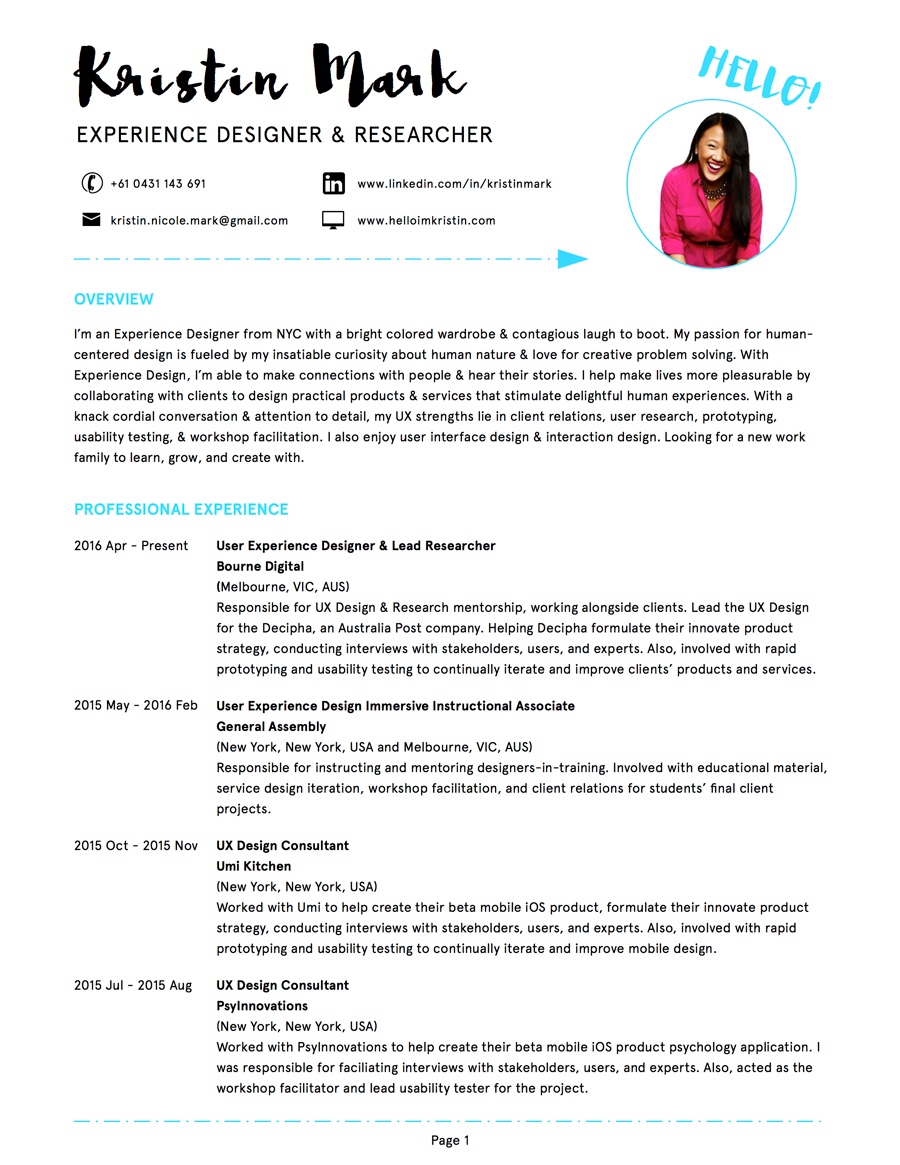 Kristin Mark
HELLO!
EXPERIENCE DESIGNER & RESEARCHER
+61 0431 143 691
www.linkedin.com/in/kristinmark
kristin.nicole.mark@gmail.com
www.helloimkristin.com
OVERVIEW
I'm an Experience Designer from NYC with a bright colored wardrobe & contagious laugh to boot. My passion for human-
centered design is fueled by my insatiable curiosity about human nature & love for creative problem solving. With
Experience Design, I'm able to make connections with people & hear their stories. I help make lives more pleasurable by
collaborating with clients to design practical products & services that stimulate delightful human experiences. With a
knack cordial conversation & attention to detail, my UX strengths lie in client relations, user research, prototyping,
usability testing, & workshop facilitation. I also enjoy user interface design & interaction design. Looking for a new work
family to learn, grow, and create with.
PROFESSIONAL EXPERIENCE
2016 Apr - Present User Experience Designer & Lead Researcher
Bourne Digital
(Melbourne, VIC, AUS)
Responsible for UX Design & Research mentorship, working alongside clients. Lead the UX Design
for the Decipha, an Australia Post company. Helping Decipha formulate their innovate product
strategy, conducting interviews with stakeholders, users, and experts. Also, involved with rapid
prototyping and usability testing to continually iterate and improve clients' products and services.
2015 May - 2016 Feb User Experience Design Immersive Instructional Associate
General Assembly
(New York, New York, USA and Melbourne, VIC, AUS)
Responsible for instructing and mentoring designers-in-training. Involved with educational material,
service design iteration, workshop facilitation, and client relations for students' final client
projects.
2015 Oct - 2015 Nov UX Design Consultant
Umi Kitchen
(New York, New York, USA)
Worked with Umi to help create their beta mobile iOS product, formulate their innovate product
strategy, conducting interviews with stakeholders, users, and experts. Also, involved with rapid
prototyping and usability testing to continually iterate and improve mobile design.
2015 Jul - 2015 Aug UX Design Consultant
PsyInnovations
(New York, New York, USA)
Worked with PsyInnovations to help create their beta mobile iOS product psychology application. I
was responsible for faciliating interviews with stakeholders, users, and experts. Also, acted as the
workshop facilitator and lead usability tester for the project.
Page 1